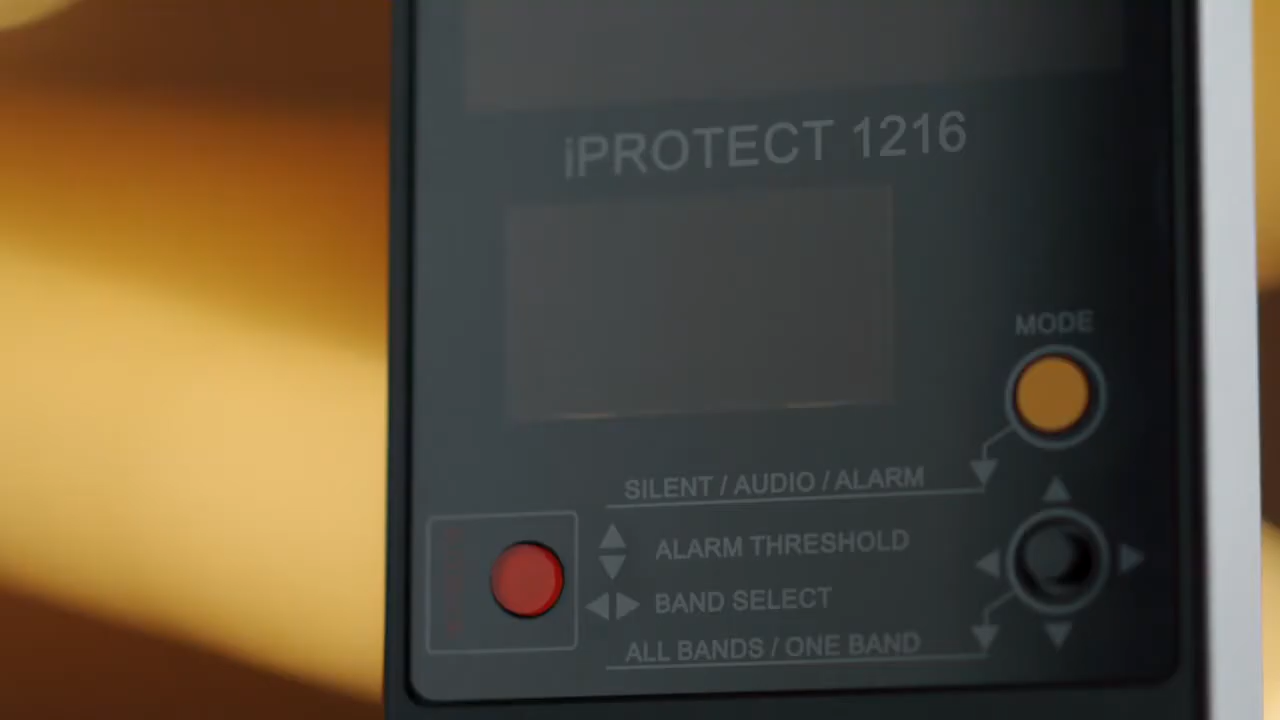 iPROTECT 1216
MODE
SILENT / AUDIO / ALARM
ALARM THRESHOLD
BAND SELECT
ALL BANDS / ONE BAND